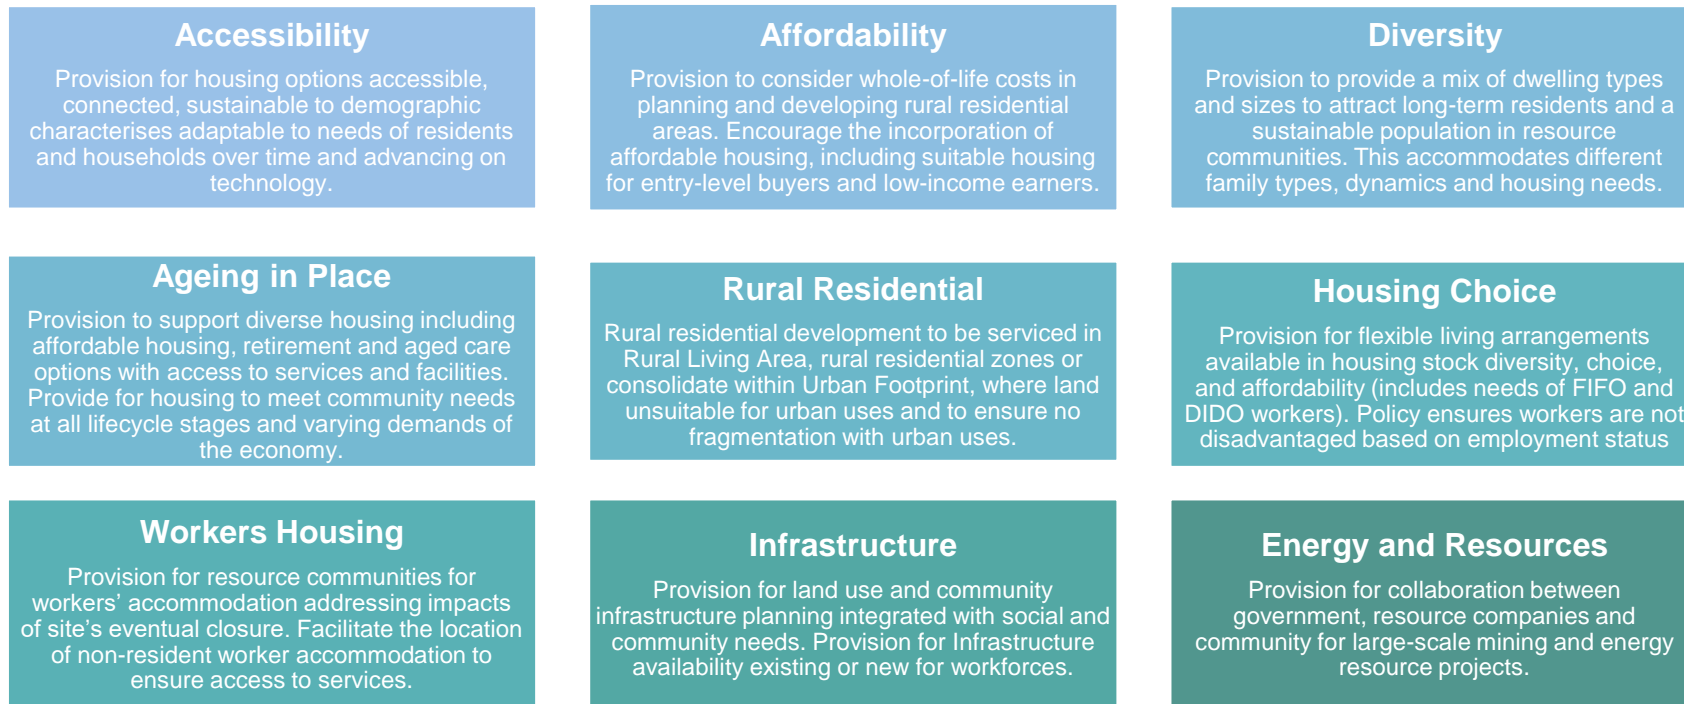 Accessibility
Provision for housing options accessible,
connected, sustainable to demographic
characterises adaptable to needs of residents
and households over time and advancing on
technology.
Affordability
Provision to consider whole-of-life costs in
planning and developing rural residential
areas. Encourage the incorporation of
affordable housing, including suitable housing
for entry-level buyers and low-income earners.
Diversity
Provision to provide a mix of dwelling types
and sizes to attract long-term residents and a
sustainable population in resource
communities. This accommodates different
family types, dynamics and housing needs.
Ageing in Place
Provision to support diverse housing including
affordable housing, retirement and aged care
options with access to services and facilities.
Provide for housing to meet community needs
at all lifecycle stages and varying demands of
the economy.
Rural Residential
Rural residential development to be serviced in
Rural Living Area, rural residential zones or
consolidate within Urban Footprint, where land
unsuitable for urban uses and to ensure no
fragmentation with urban uses.
Housing Choice
Provision for flexible living arrangements
available in housing stock diversity, choice,
and affordability (includes needs of FIFO and
DIDO workers). Policy ensures workers are not
disadvantaged based on employment status
Workers Housing
Provision for resource communities for
workers’ accommodation addressing impacts
of site’s eventual closure. Facilitate the location
of non-resident worker accommodation to
ensure access to services.
Infrastructure
Provision for land use and community
infrastructure planning integrated with social and
community needs. Provision for Infrastructure
availability existing or new for workforces.
Energy and Resources
Provision for collaboration between
government, resource companies and
community for large-scale mining and energy
resource projects.